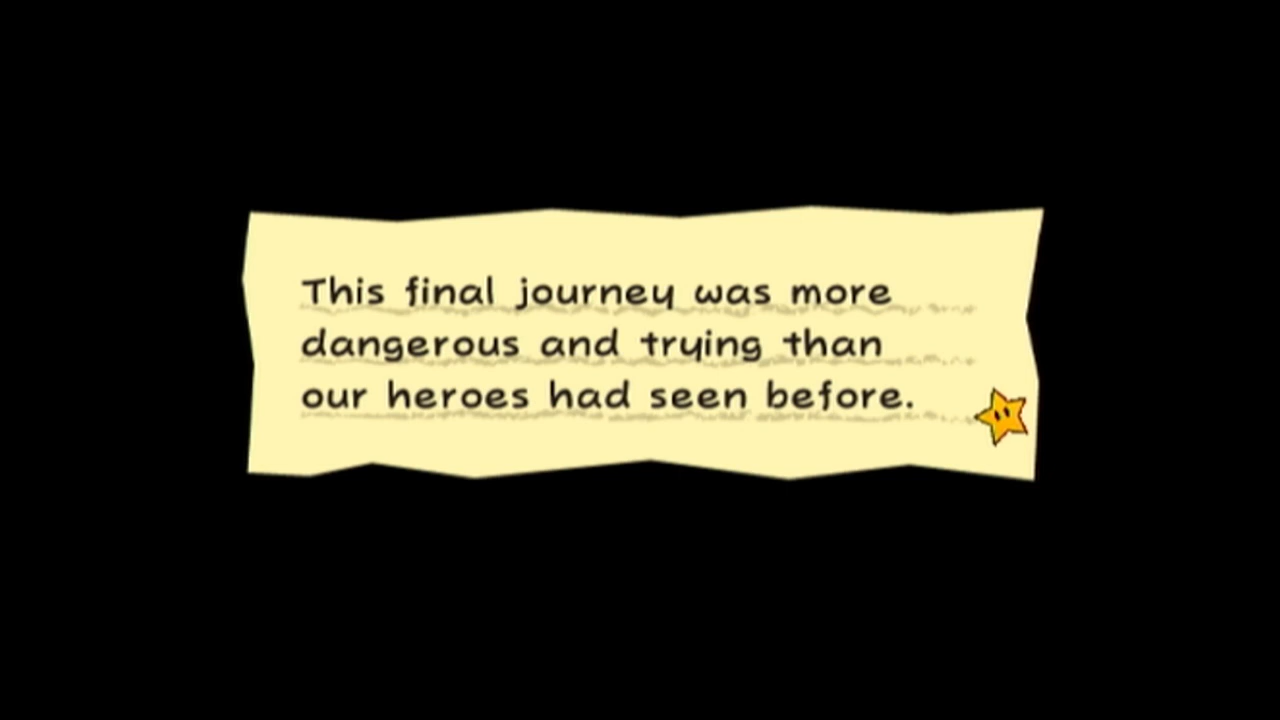 This final journey was more
dangerous and trying than
our heroes had seen before.